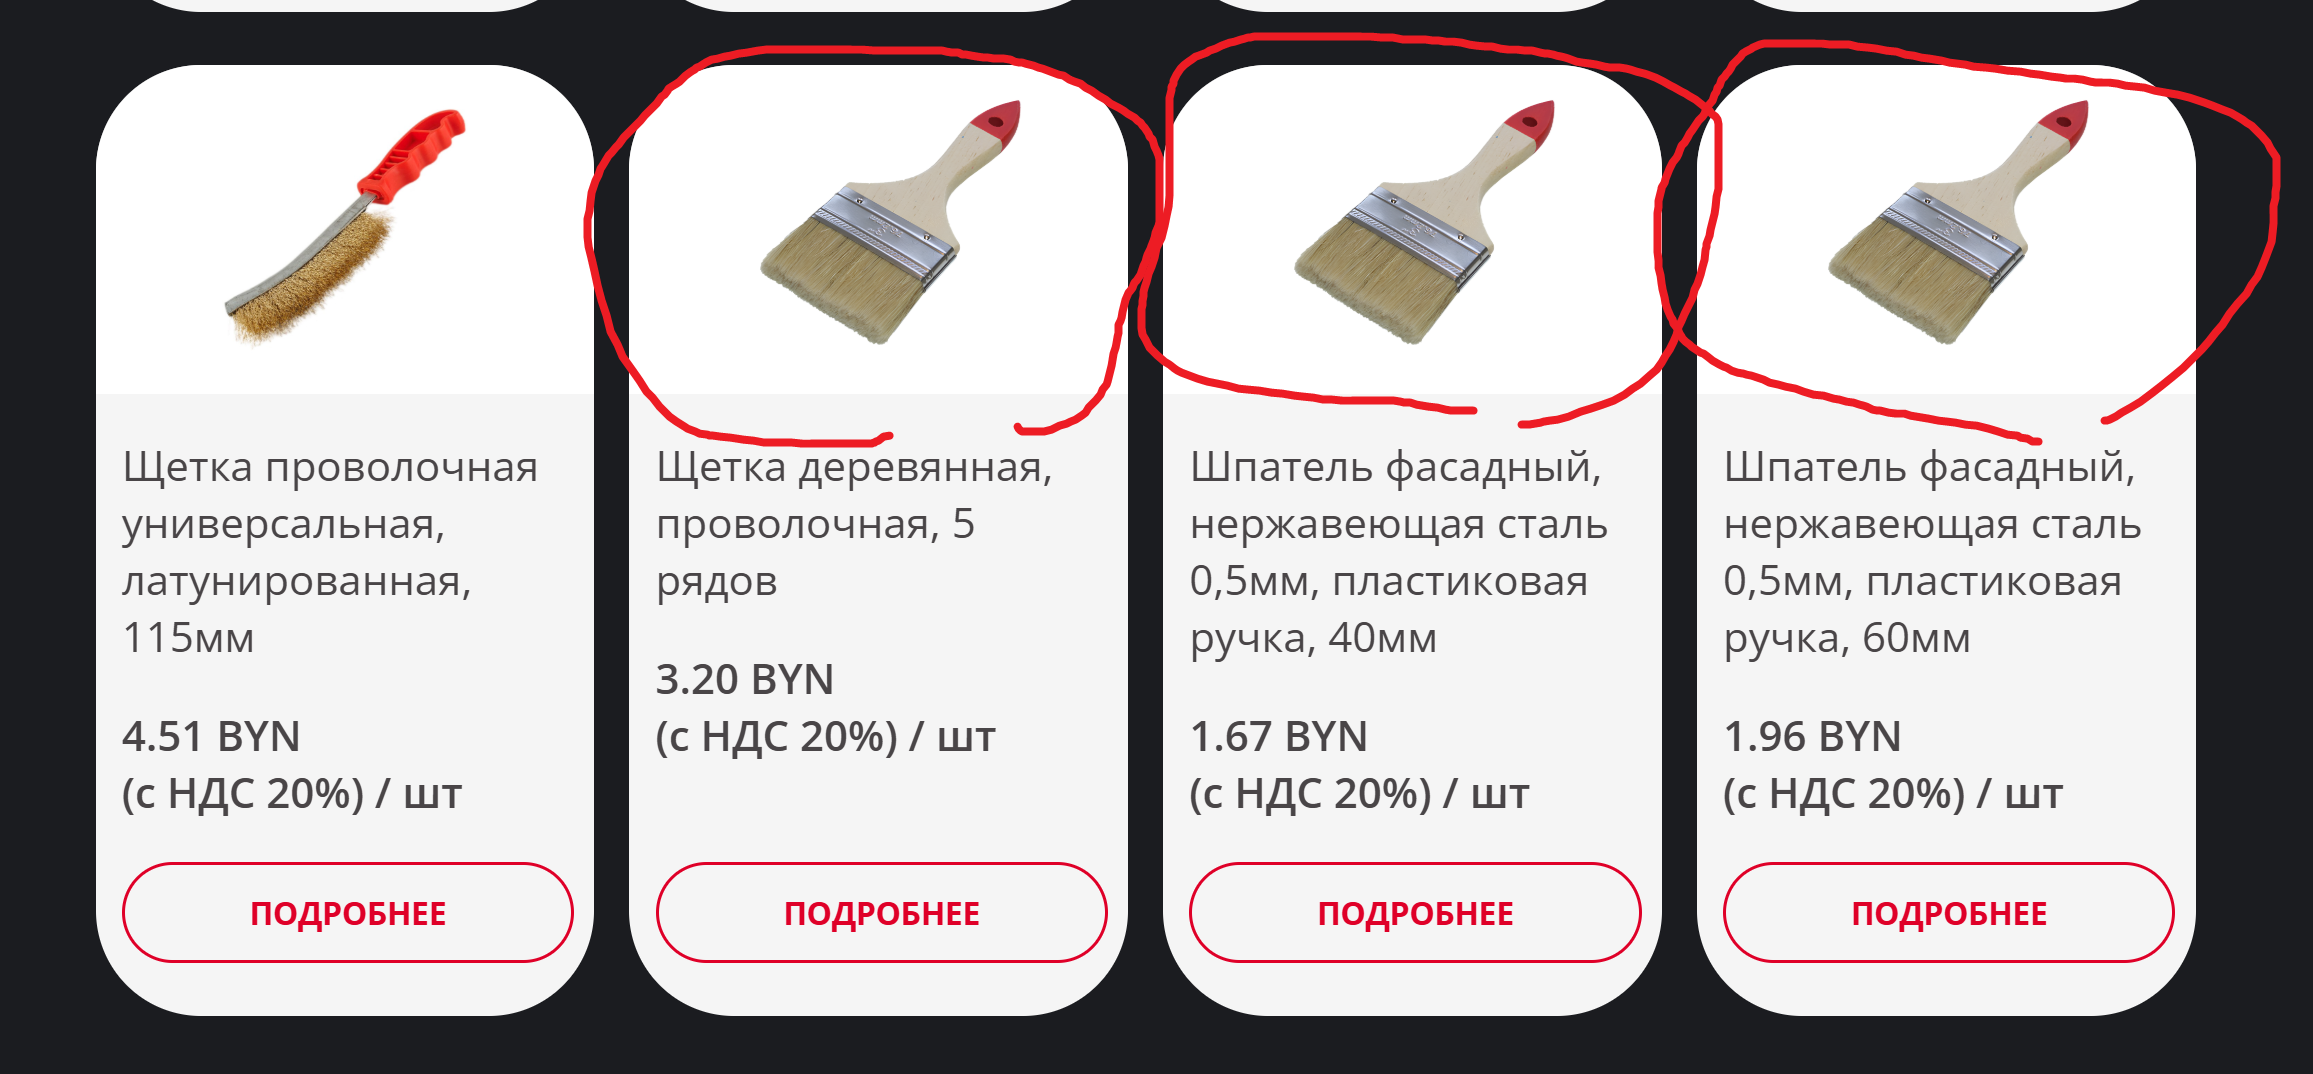 Щетка проволочная
универсальная,
латунированная,
115мм
4.51 BYN
(с НДС 20%) / шт
ПОДРОБНЕЕ
Щетка деревянная,
проволочная, 5
рядов
3.20 BYN
(с НДС 20%) / шт
ПОДРОБНЕЕ
Шпатель фасадный,
нержавеющая сталь
0,5мм, пластиковая
ручка, 40мм
1.67 BYN
(с НДС 20%) / шт
ПОДРОБНЕЕ
Шпатель фасадный,
нержавеющая сталь
0,5мм, пластиковая
ручка, 60мм
1.96 BYN
(с НДС 20%) / шт
ПОДРОБНЕЕ